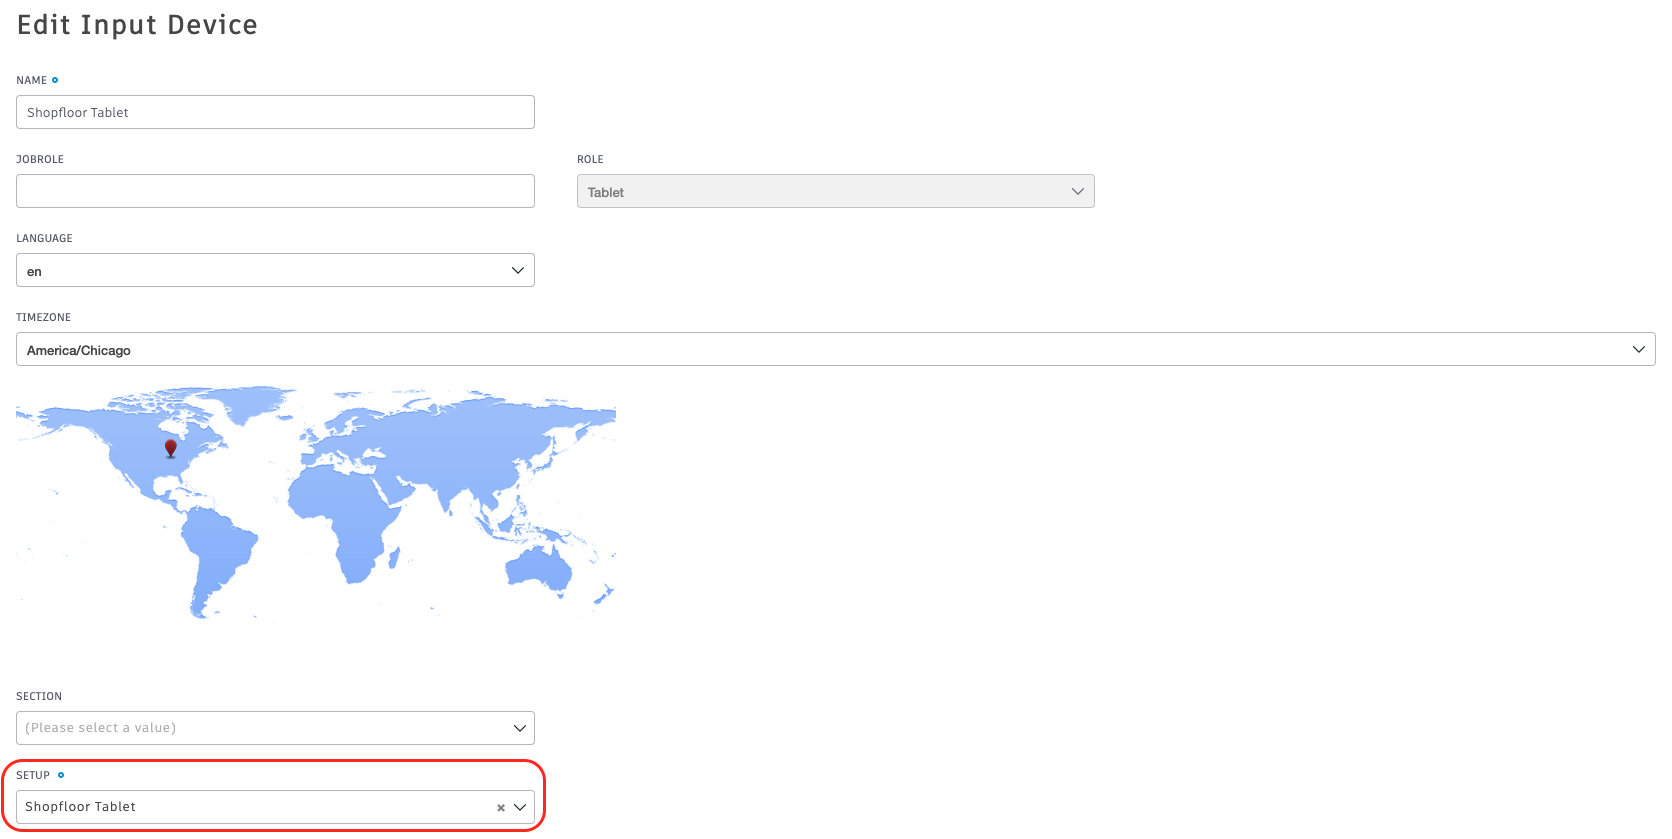 Edit Input Device
NAME
Shopfloor Tablet
JOBROLE
ROLE
Tablet
LANGUAGE
en
TIMEZONE
America/Chicago
SECTION
(Please select a value)
SETUP
Shopfloor Tablet